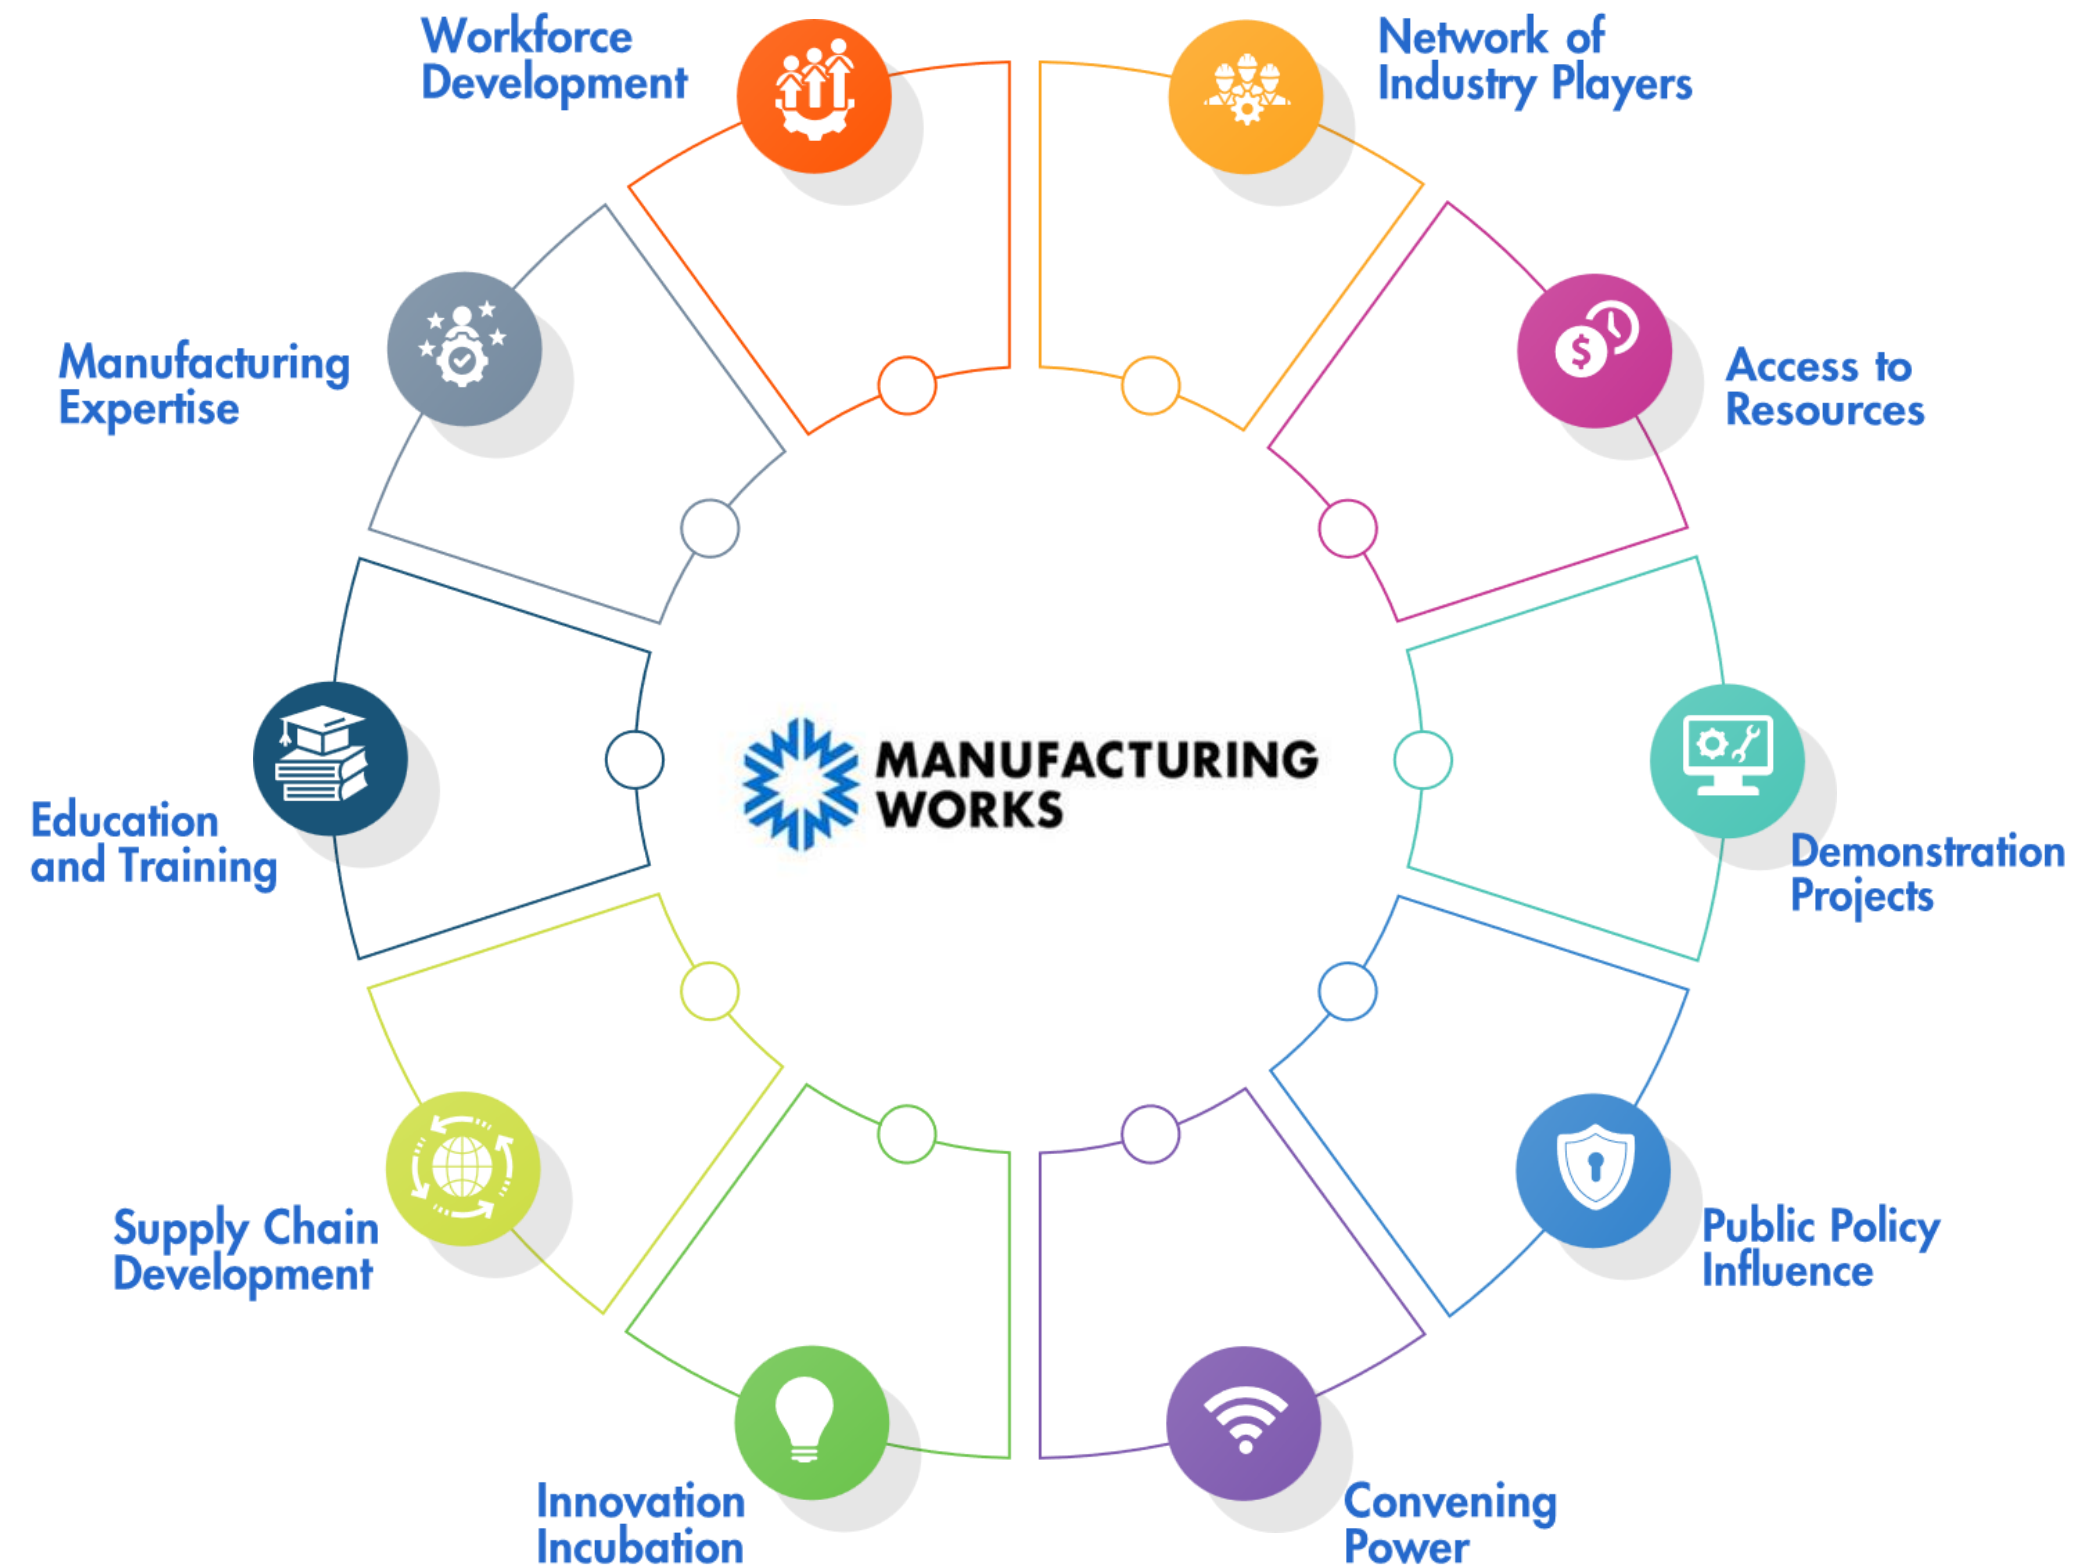 Workforce
Development
Network of
Industry Players
Manufacturing
Expertise
Access to
Resources
MANUFACTURING
WORKS
Education
and Training
Demonstration
Projects
Supply Chain
Development
Public Policy
Influence
Innovation
Incubation
Convening
Power
$